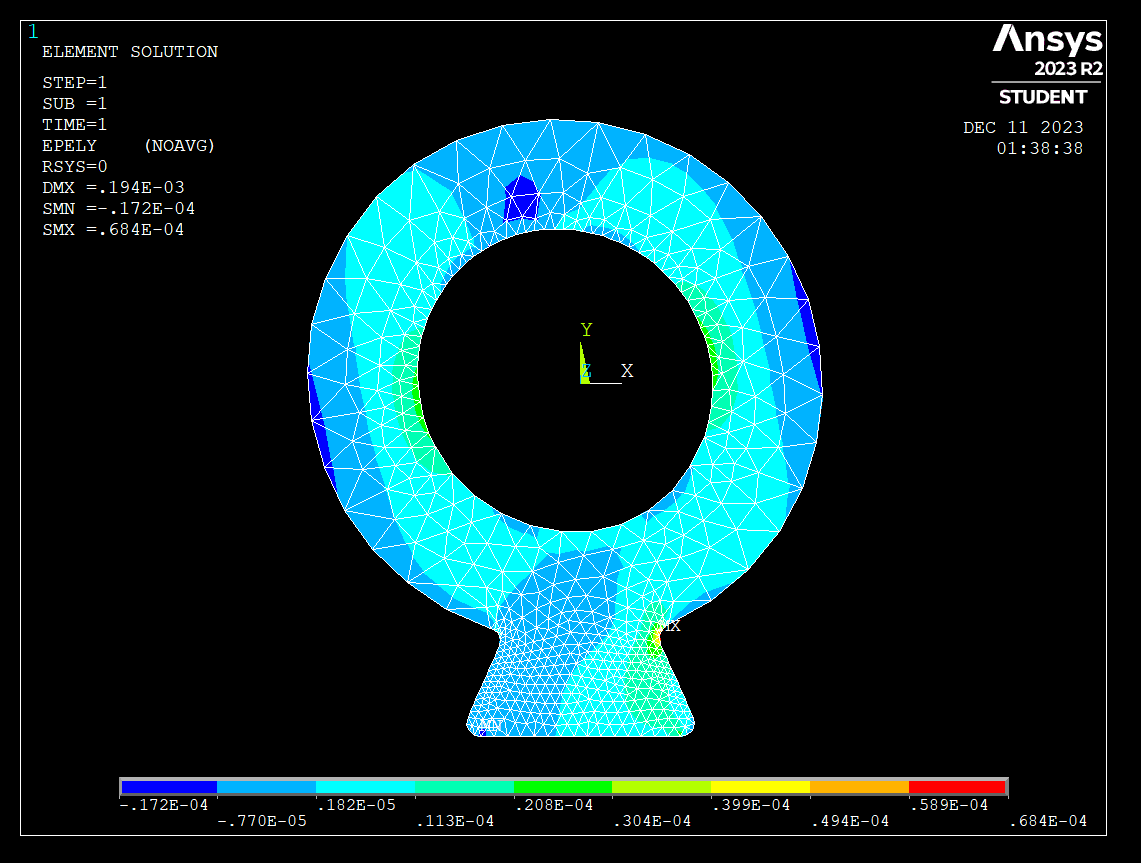 1
ELEMENT SOLUTION
STEP=1
SUB =1
TIME=1
EPELY (NOAVG)
RSYS=0
DMX =.194E-03
SMN =-.172E-04
SMX =.684E-04
Ansys
2023 R2
STUDENT
DEC 11 2023
01:38:38
Y
Z X
MX
MN
-.172E-04 .182E-05 .208E-04 .399E-04 .589E-04
-.770E-05 .113E-04 .304E-04 .494E-04 .684E-04